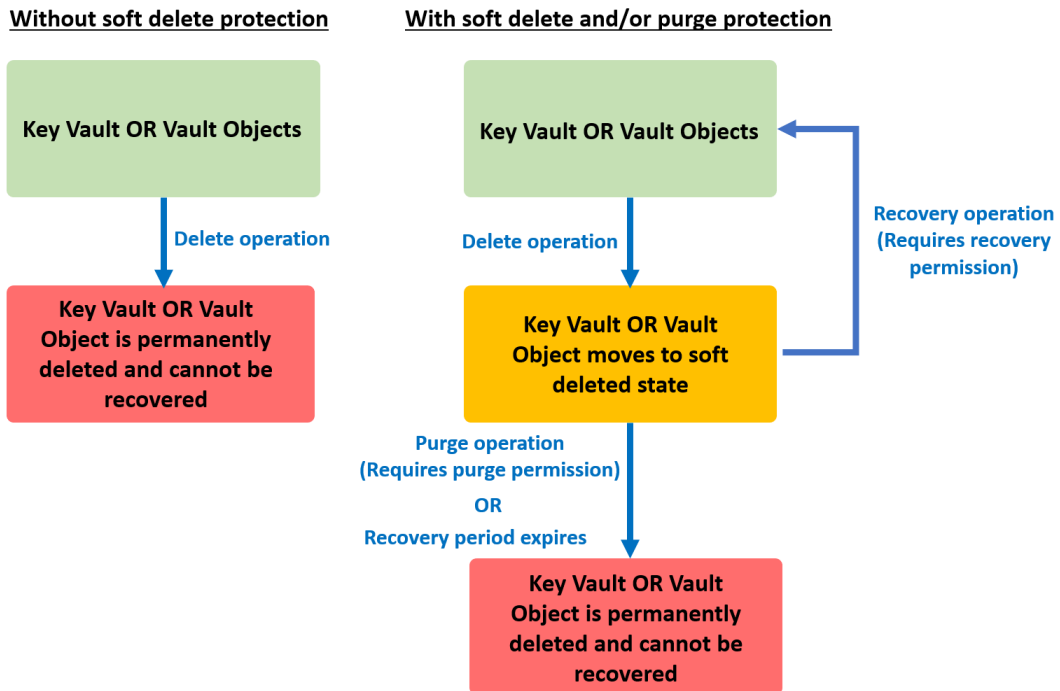 Without soft delete protection
Key Vault OR Vault Objects
Delete operation
Key Vault OR Vault
Object is permanently
deleted and cannot be
recovered
With soft delete and/or purge protection
Key Vault OR Vault Objects
Delete operation
Recovery operation
(Requires recovery
permission)
Key Vault OR Vault
Object moves to soft
deleted state
Purge operation
(Requires purge permission)
OR
Recovery period expires
Key Vault OR Vault
Object is permanently
deleted and cannot be
recovered